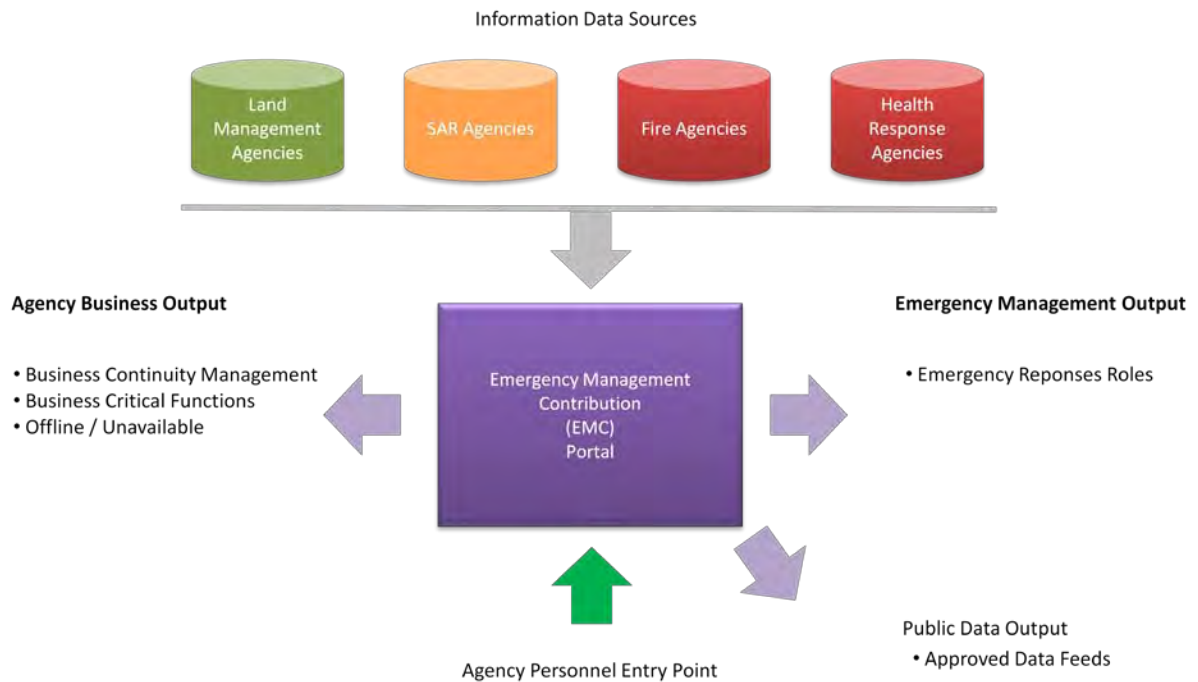 Information Data Sources
Land
Management
Agencies
SAR Agencies
Fire Agencies
Health
Response
Agencies
Agency Business Output
• Business Continuity Management
• Business Critical Functions
• Offline / Unavailable
Emergency Management
Contribution
(EMC)
Portal
Emergency Management Output
• Emergency Reponses Roles
Agency Personnel Entry Point
Public Data Output
• Approved Data Feeds